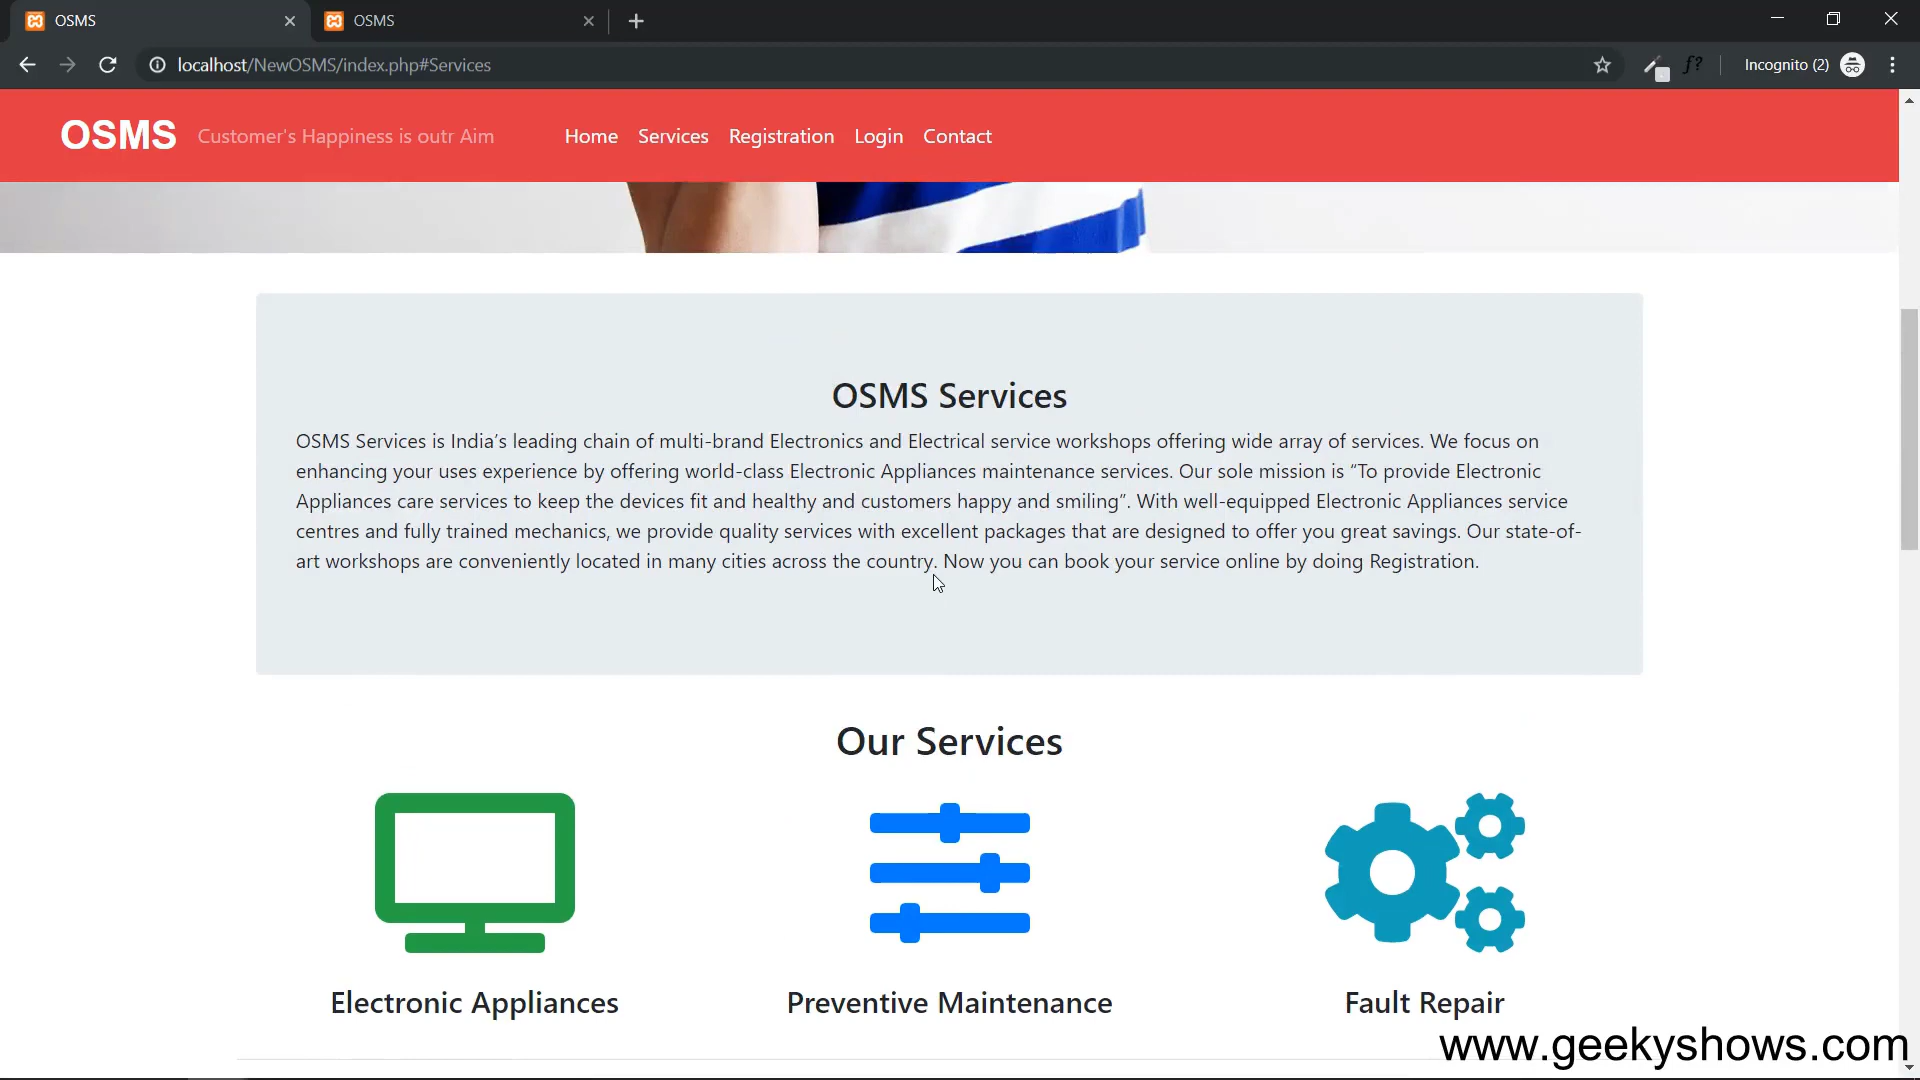 OSMS
OSMS
localhost/NewOSMS/index.php#Services
f?
Incognito (2)
OSMS Customer's Happiness is outr Aim Home Services Registration Login Contact
OSMS Services
OSMS Services is India’s leading chain of multi-brand Electronics and Electrical service workshops offering wide array of services. We focus on
enhancing your uses experience by offering world-class Electronic Appliances maintenance services. Our sole mission is “To provide Electronic
Appliances care services to keep the devices fit and healthy and customers happy and smiling”. With well-equipped Electronic Appliances service
centres and fully trained mechanics, we provide quality services with excellent packages that are designed to offer you great savings. Our state-of-
art workshops are conveniently located in many cities across the country. Now you can book your service online by doing Registration.
Our Services
Electronic Appliances
Preventive Maintenance
Fault Repair
www.geekyshows.com